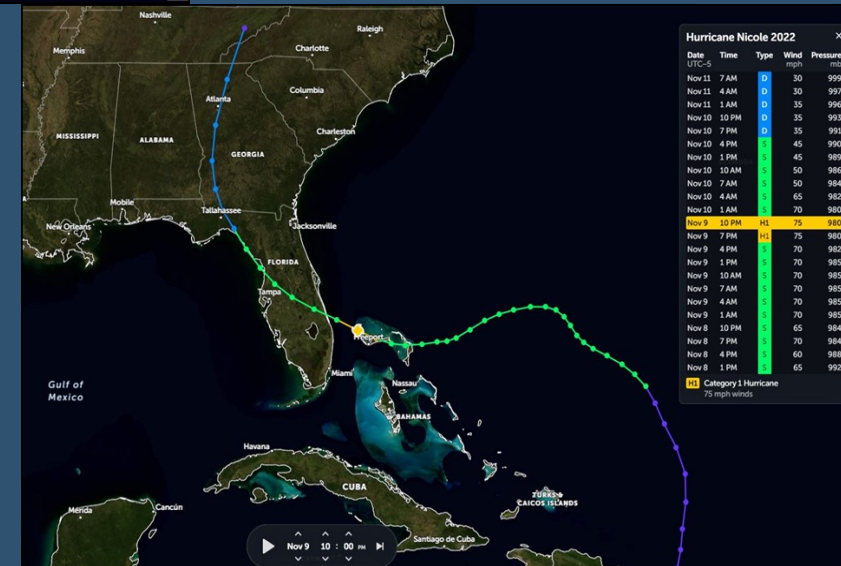 Nashville
Raleigh
Memphis
Charlotte
Atlanta
Columbia
MISSISSIPPI
ALABAMA
Charleston
GEORGIA
Mobile
Tallahassee
New Orleans
Jacksonville
FLORIDA
Tampa
Freeport
Miami
Nassau
Gulf of
Mexico
BAHAMAS
Havana
CUBA
TURKS &
CAICOS ISLANDS
Mérida
Cancún
Santiago de Cuba
Nov 9 10 : 00 PM
Hurricane Nicole 2022 ×
Date Time Type Wind Pressure
UTC–5 mph mb
Nov 11 7 AM D 30 999
Nov 11 4 AM D 30 997
Nov 11 1 AM D 35 996
Nov 10 10 PM D 35 993
Nov 10 7 PM D 35 991
Nov 10 4 PM S 45 990
Nov 10 1 PM S 45 989
Nov 10 10 AM S 50 986
Nov 10 7 AM S 50 984
Nov 10 4 AM S 65 982
Nov 10 1 AM S 70 980
Nov 9 10 PM H1 75 980
Nov 9 7 PM H1 75 980
Nov 9 4 PM S 70 982
Nov 9 1 PM S 70 985
Nov 9 10 AM S 70 985
Nov 9 7 AM S 70 985
Nov 9 4 AM S 70 985
Nov 9 1 AM S 70 985
Nov 8 10 PM S 65 984
Nov 8 7 PM S 70 984
Nov 8 4 PM S 60 988
Nov 8 1 PM S 65 992
H1 Category 1 Hurricane
75 mph winds